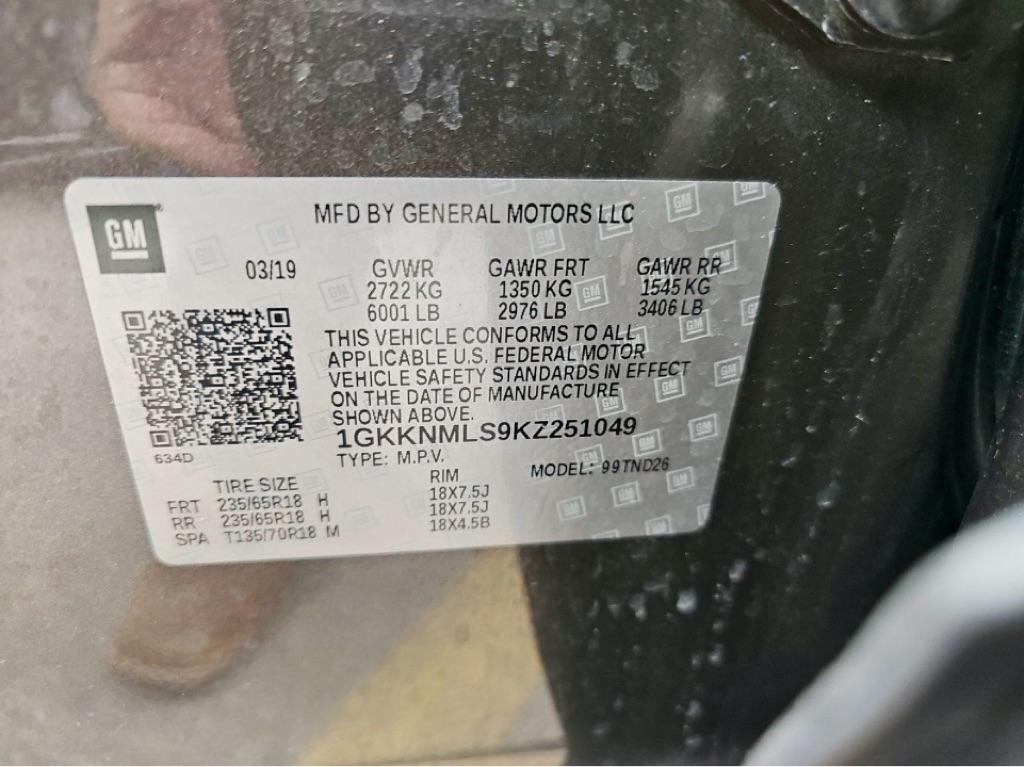 GM
MFD BY GENERAL MOTORS LLC
03/19 GVWR GAWR FRT GAWR RR
2722 KG 1350 KG 1545 KG
6001 LB 2976 LB 3406 LB
THIS VEHICLE CONFORMS TO ALL
APPLICABLE U.S. FEDERAL MOTOR
VEHICLE SAFETY STANDARDS IN EFFECT
ON THE DATE OF MANUFACTURE
SHOWN ABOVE.
1GKKNMLS9KZ251049
634D
TYPE: M.P.V. MODEL: 99TND26
TIRE SIZE RIM
FRT 235/65R18 H 18X7.5J
RR 235/65R18 H 18X7.5J
SPA T135/70R18 M 18X4.5B